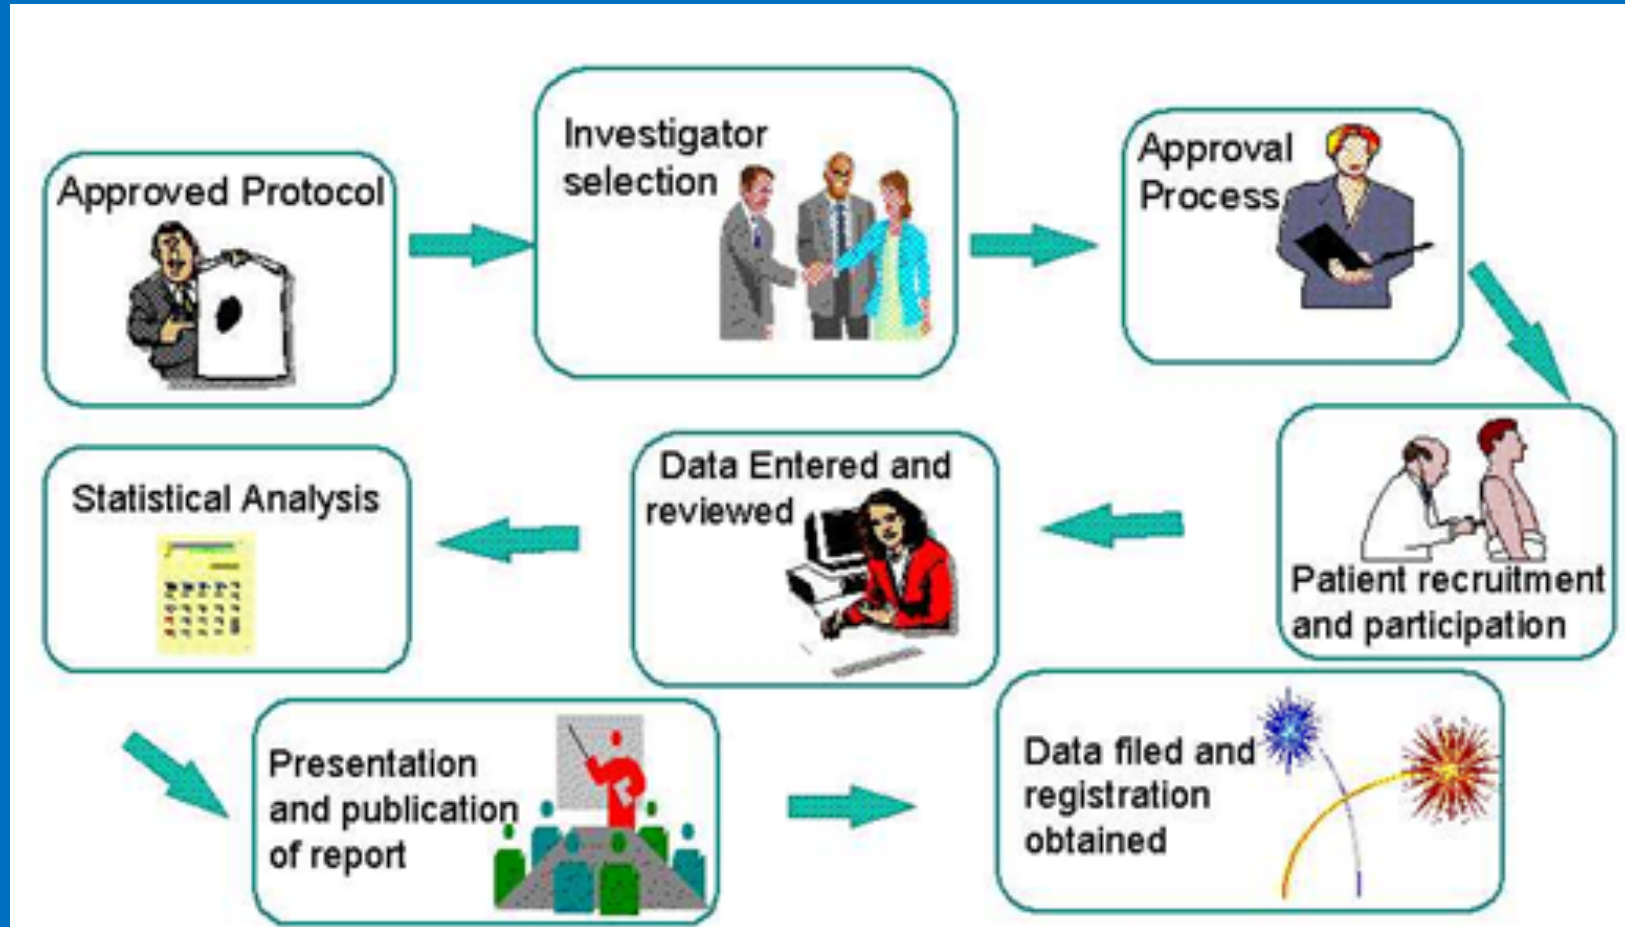 Approved Protocol
Investigator
selection
Approval
Process
Patient recruitment
and participation
Data Entered and
reviewed
Statistical Analysis
Presentation
and publication
of report
Data filed and
registration
obtained